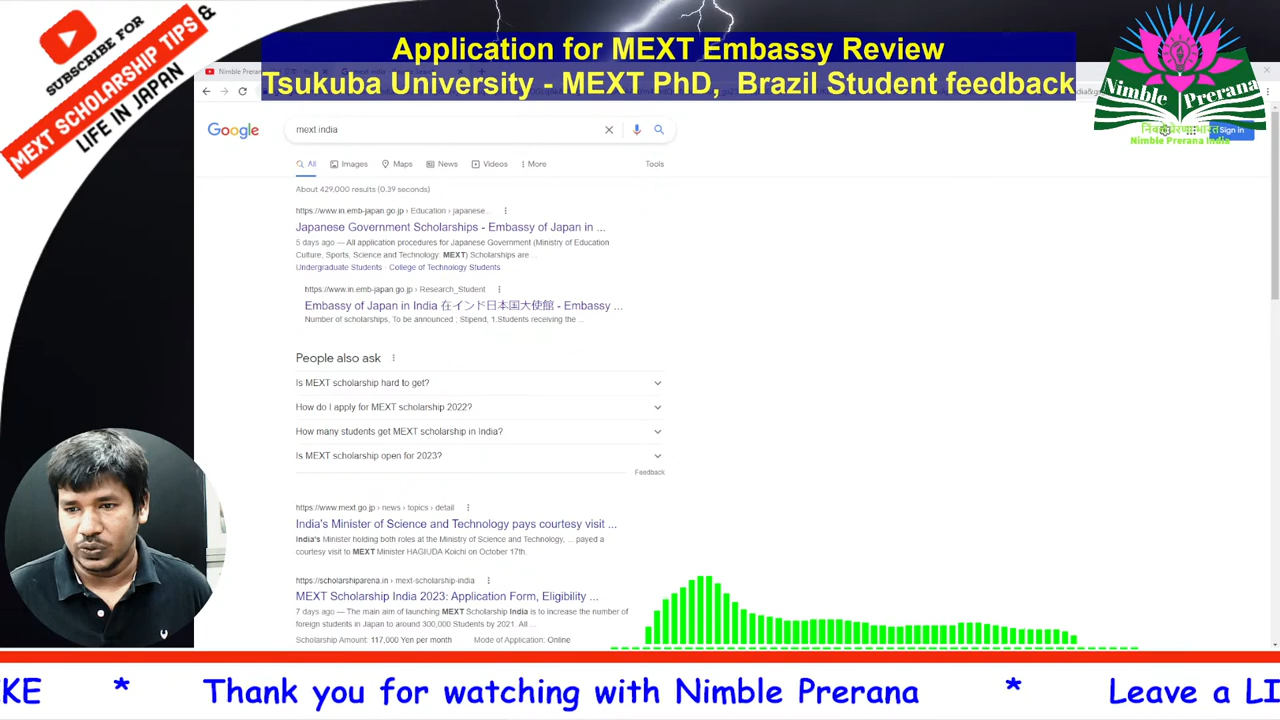 SUBSCRIBE FOR
MEXT SCHOLARSHIP TIPS &
LIFE IN JAPAN
Application for MEXT Embassy Review
Tsukuba University - MEXT PhD, Brazil Student feedback
Nimble Prerana
निंबल प्रेरणा भारत
Nimble Prerana India
Nimble Prerana
Google
mext india
Sign in
All Images Maps News Videos More Tools
About 429,000 results (0.39 seconds)
https://www.in.emb-japan.go.jp › Education › japanese...
Japanese Government Scholarships - Embassy of Japan in ...
5 days ago — All application procedures for Japanese Government (Ministry of Education
Culture, Sports, Science and Technology: MEXT) Scholarships are ...
Undergraduate Students · College of Technology Students
https://www.in.emb-japan.go.jp › Research_Student
Embassy of Japan in India 在インド日本国大使館 - Embassy ...
Number of scholarships, To be announced ; Stipend, 1.Students receiving the ...
People also ask
Is MEXT scholarship hard to get?
How do I apply for MEXT scholarship 2022?
How many students get MEXT scholarship in India?
Is MEXT scholarship open for 2023?
Feedback
https://www.mext.go.jp › news › topics › detail
India's Minister of Science and Technology pays courtesy visit ...
India's Minister holding both roles at the Ministry of Science and Technology, ... payed a
courtesy visit to MEXT Minister HAGIUDA Koichi on October 17th.
https://scholarshiparena.in › mext-scholarship-india
MEXT Scholarship India 2023: Application Form, Eligibility ...
7 days ago — The main aim of launching MEXT Scholarship India is to increase the number of
foreign students in Japan to around 300,000 Students by 2021. All ...
Scholarship Amount: 117,000 Yen per month Mode of Application: Online
KE * Thank you for watching with Nimble Prerana * Leave a LI